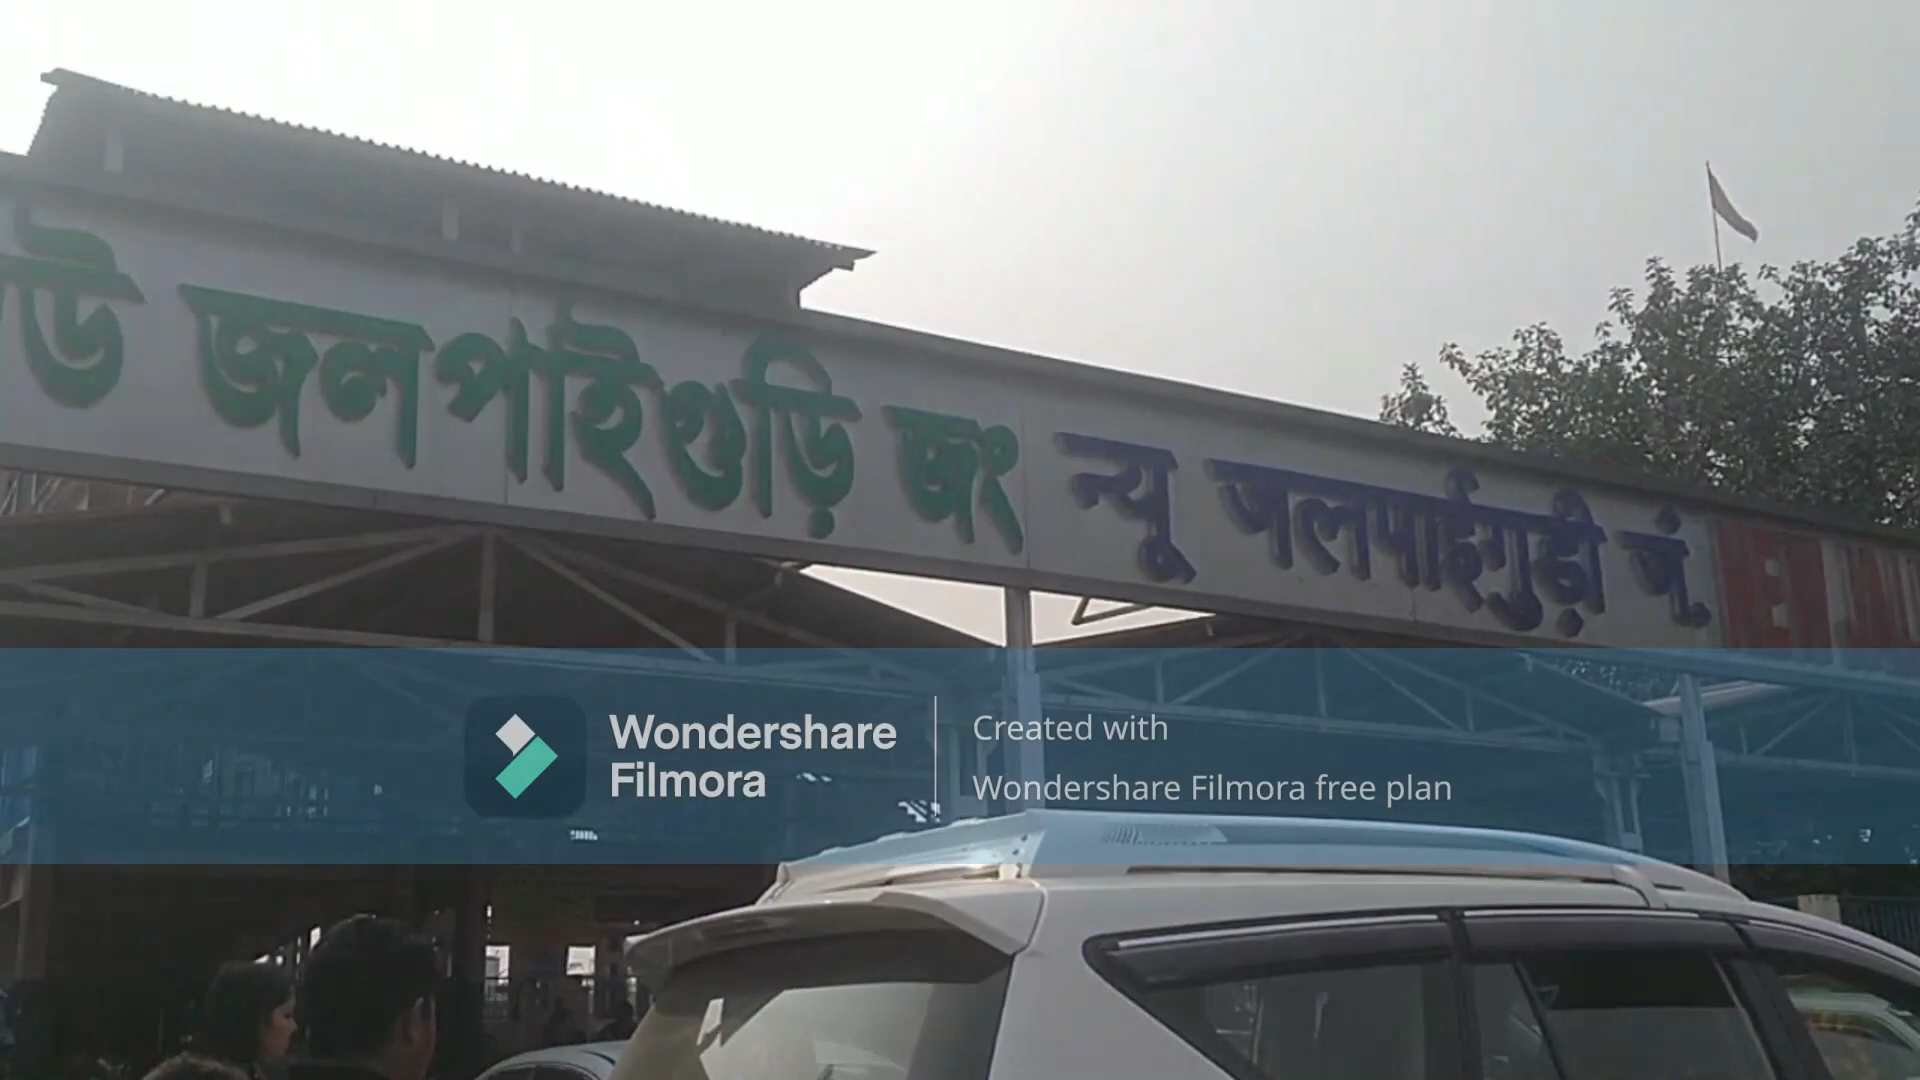 জলপাইগুড়ি জং
न्यू जलपाईगुड़ी जं.
Wondershare
Filmora
Created with
Wondershare Filmora free plan